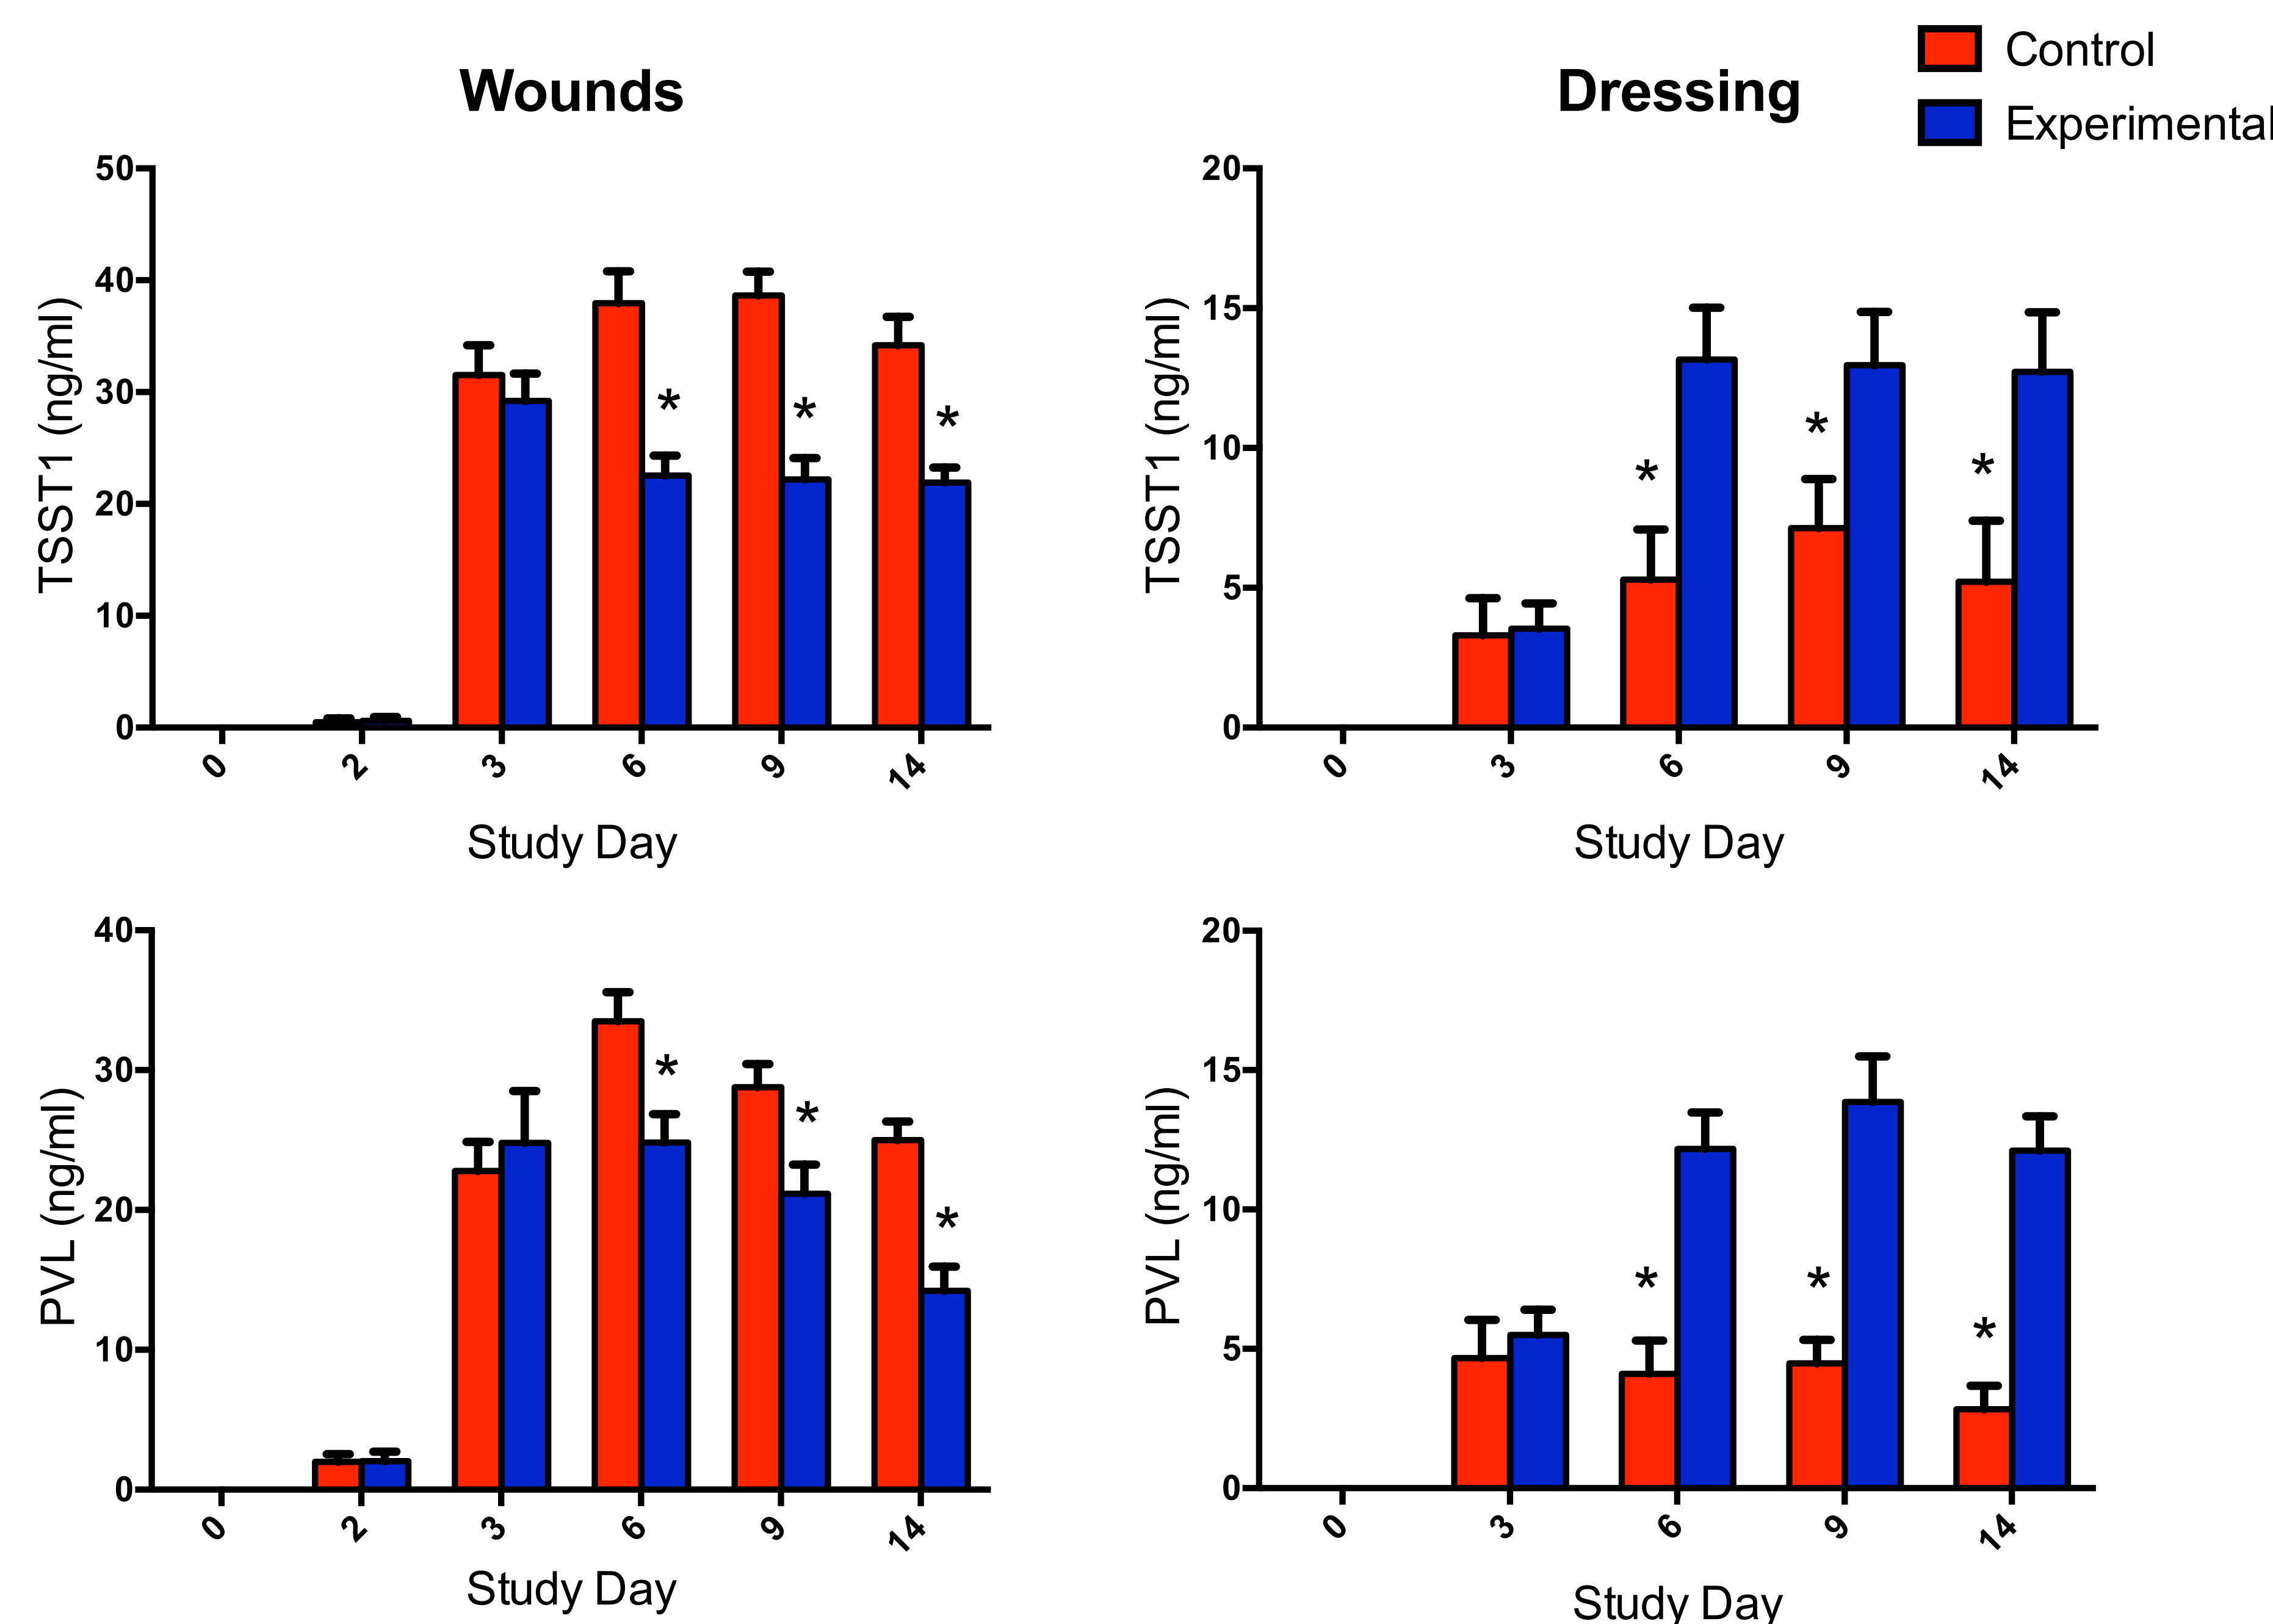 Wounds
Dressing
Control
Experimental
TSST1 (ng/ml)
50
40
30
20
10
0
0 2 3 6 9 14
Study Day
* * *
TSST1 (ng/ml)
20
15
10
5
0
0 3 6 9 14
Study Day
* * *
PVL (ng/ml)
40
30
20
10
0
0 2 3 6 9 14
Study Day
* * *
PVL (ng/ml)
20
15
10
5
0
0 3 6 9 14
Study Day
* * *